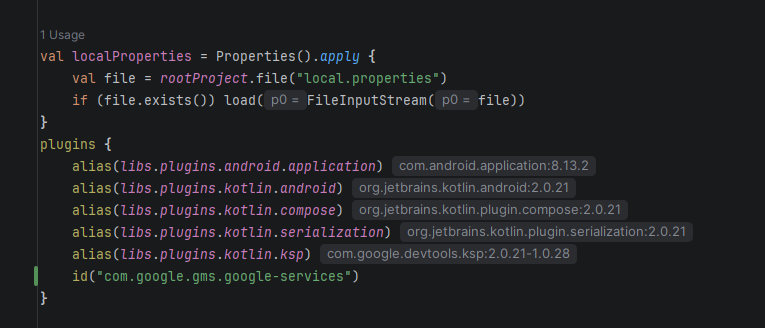 1 Usage
val localProperties = Properties().apply {
    val file = rootProject.file("local.properties")
    if (file.exists()) load( p0 = FileInputStream( p0 = file))
}
plugins {
    alias(libs.plugins.android.application) com.android.application:8.13.2
    alias(libs.plugins.kotlin.android) org.jetbrains.kotlin.android:2.0.21
    alias(libs.plugins.kotlin.compose) org.jetbrains.kotlin.plugin.compose:2.0.21
    alias(libs.plugins.kotlin.serialization) org.jetbrains.kotlin.plugin.serialization:2.0.21
    alias(libs.plugins.kotlin.ksp) com.google.devtools.ksp:2.0.21-1.0.28
    id("com.google.gms.google-services")
}